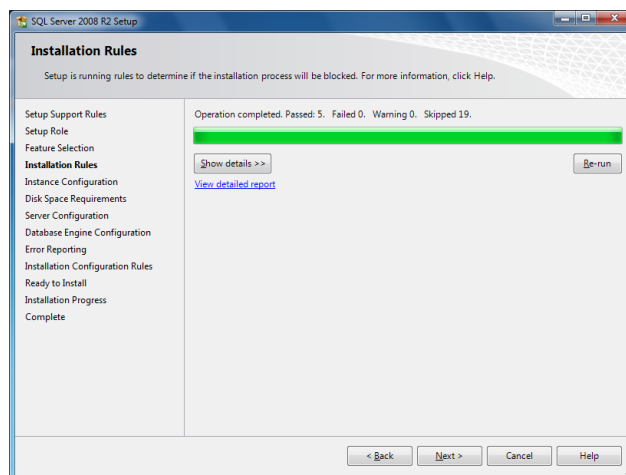 SQL Server 2008 R2 Setup
Installation Rules
Setup is running rules to determine if the installation process will be blocked. For more information, click Help.
Setup Support Rules
Setup Role
Feature Selection
Installation Rules
Instance Configuration
Disk Space Requirements
Server Configuration
Database Engine Configuration
Error Reporting
Installation Configuration Rules
Ready to Install
Installation Progress
Complete
Operation completed. Passed: 5. Failed 0. Warning 0. Skipped 19.
Show details >>
Re-run
View detailed report
< Back
Next >
Cancel
Help